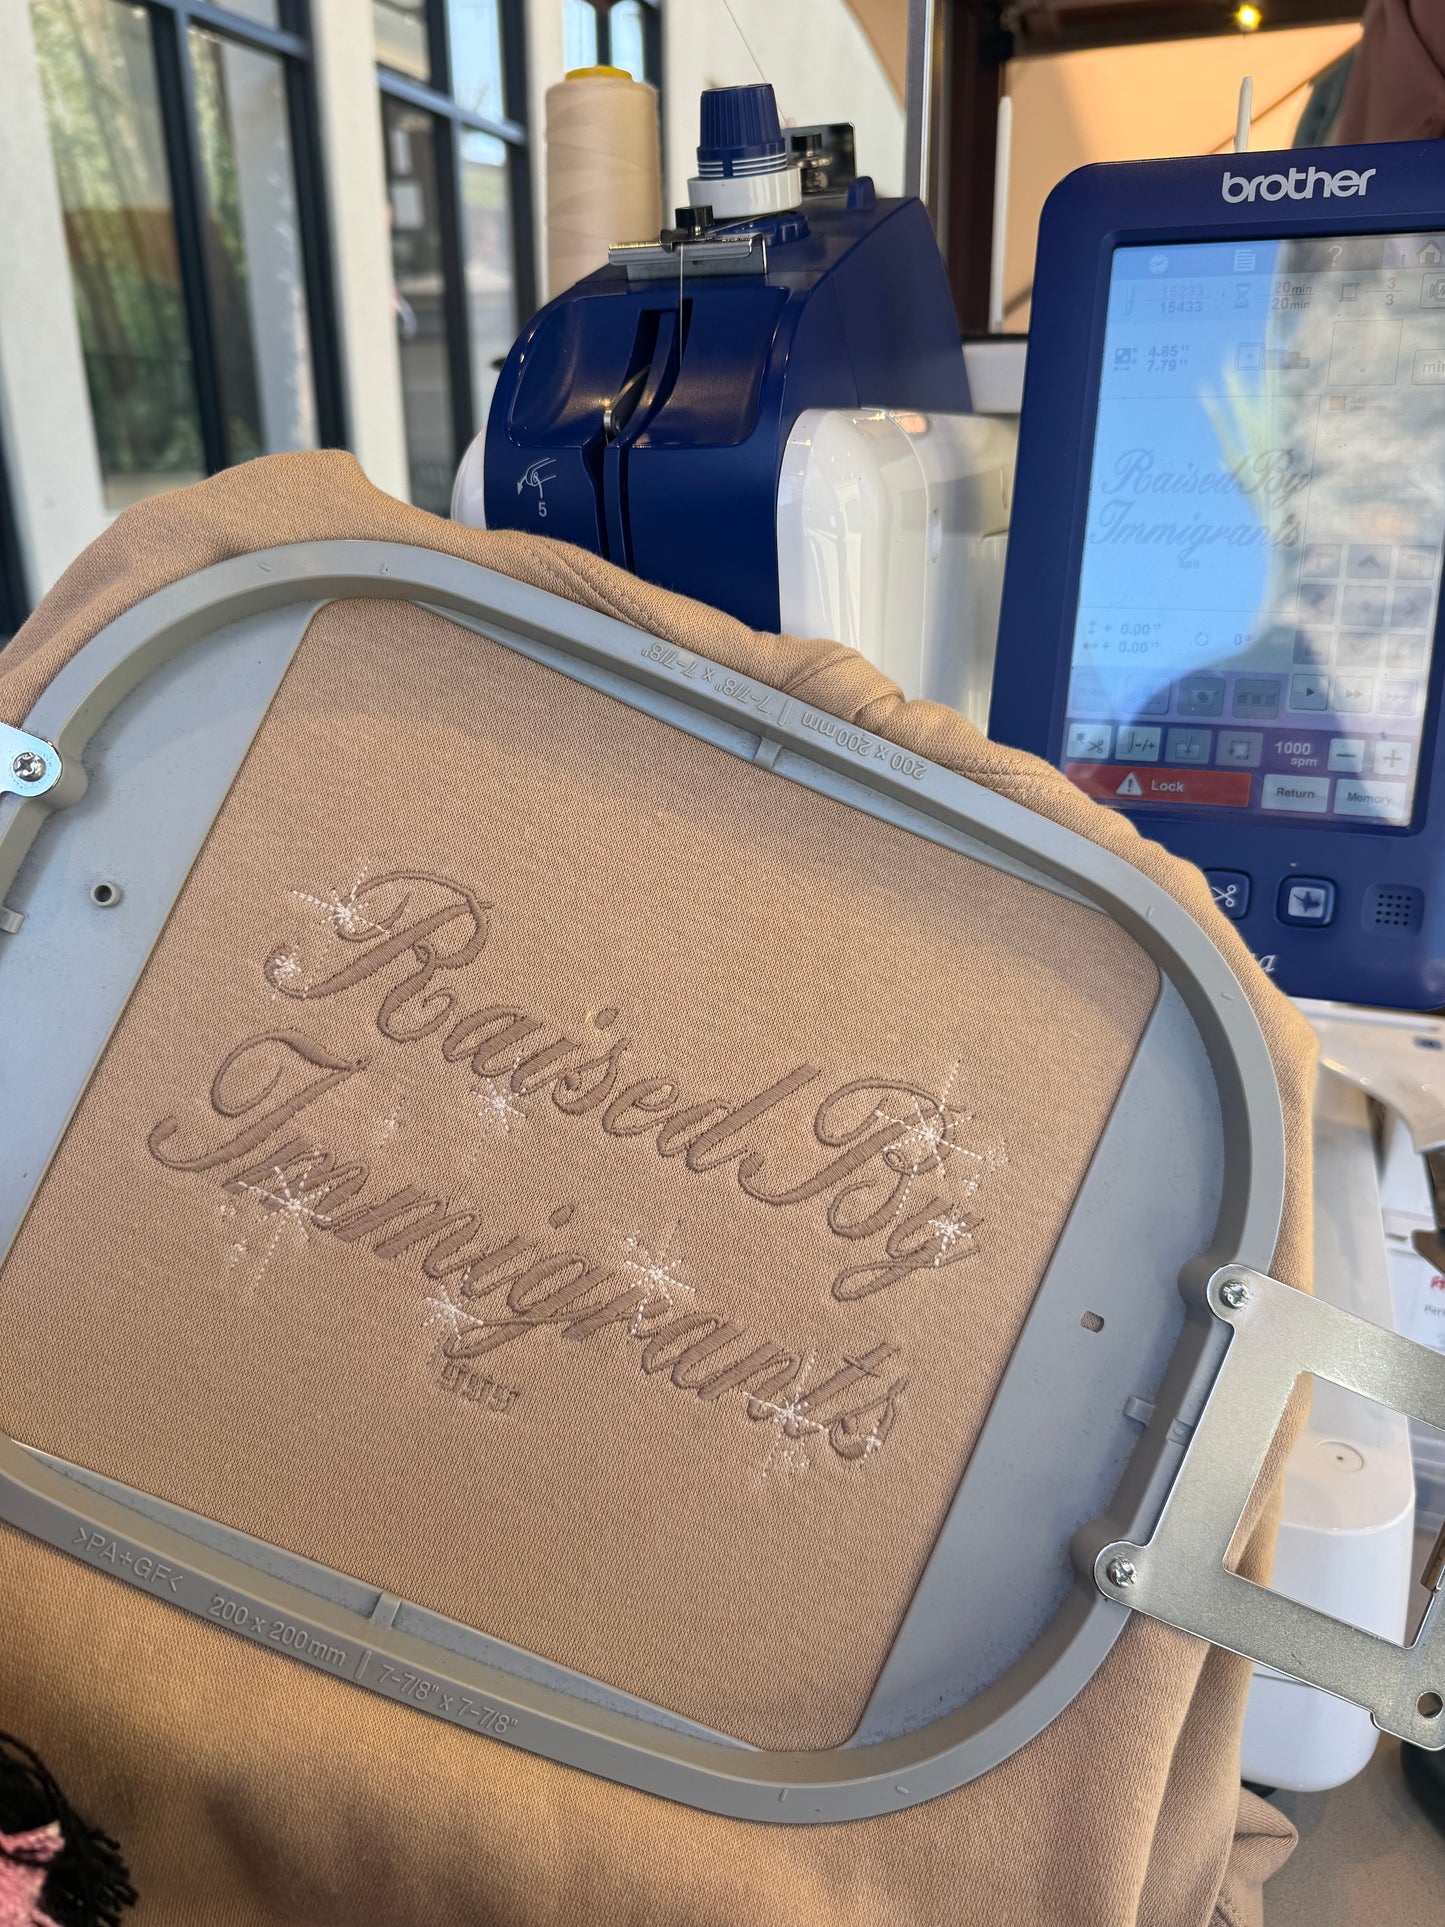 brother
15233
15433
20min
20min
3
3
4.85"
7.79"
min
Raised By
Immigrants
5
+ 0.00"
+ 0.00"
0°
1000
spm
Lock
Return
Memory
200 x 200mm | 7-7/8" x 7-7/8"
Raised By
Immigrants
>PA+GF<
200 x 200mm | 7-7/8" x 7-7/8"